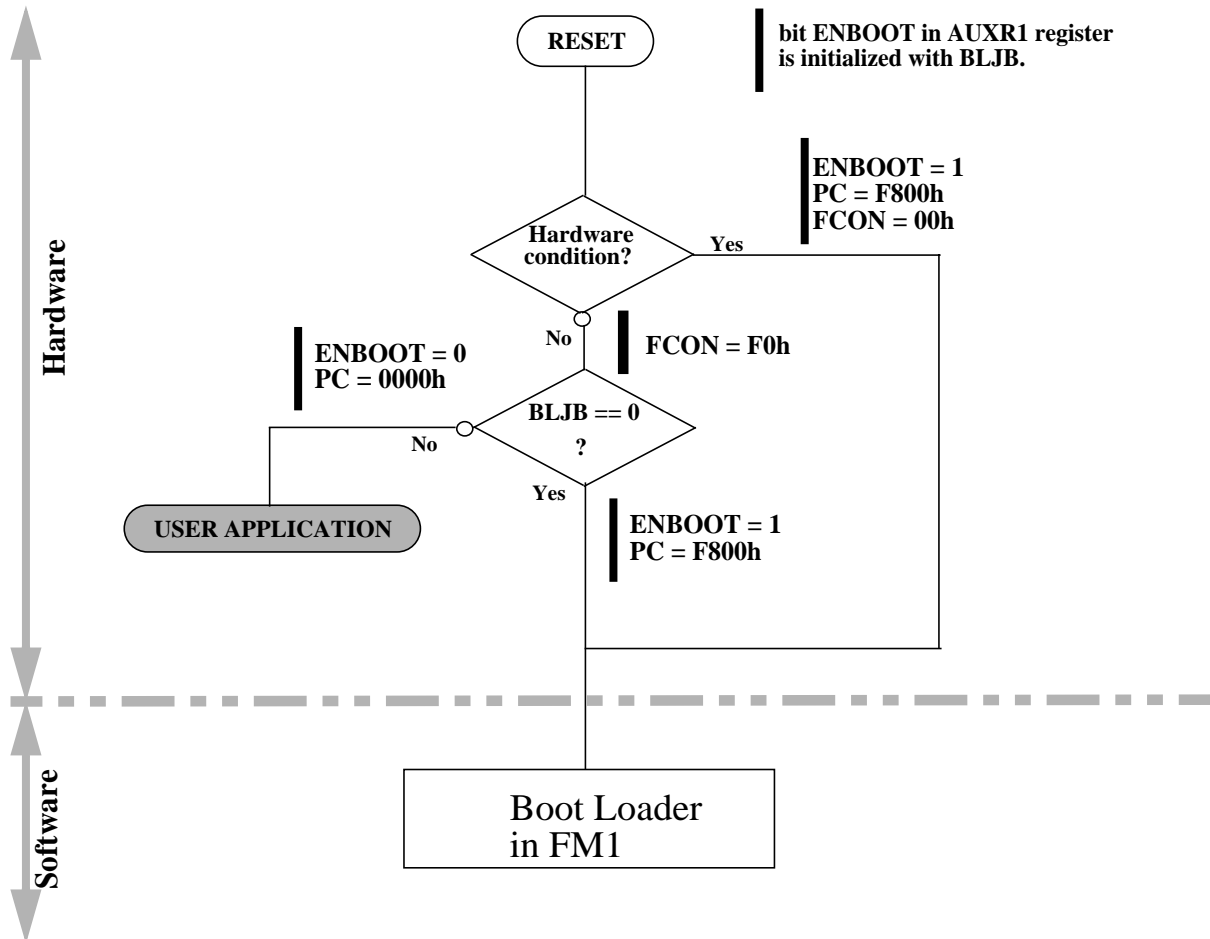 RESET
bit ENBOOT in AUXR1 register
is initialized with BLJB.
ENBOOT = 1
PC = F800h
FCON = 00h
Hardware
condition?
Yes
Hardware
No
FCON = F0h
ENBOOT = 0
PC = 0000h
BLJB == 0
?
No
Yes
USER APPLICATION
ENBOOT = 1
PC = F800h
Software
Boot Loader
in FM1